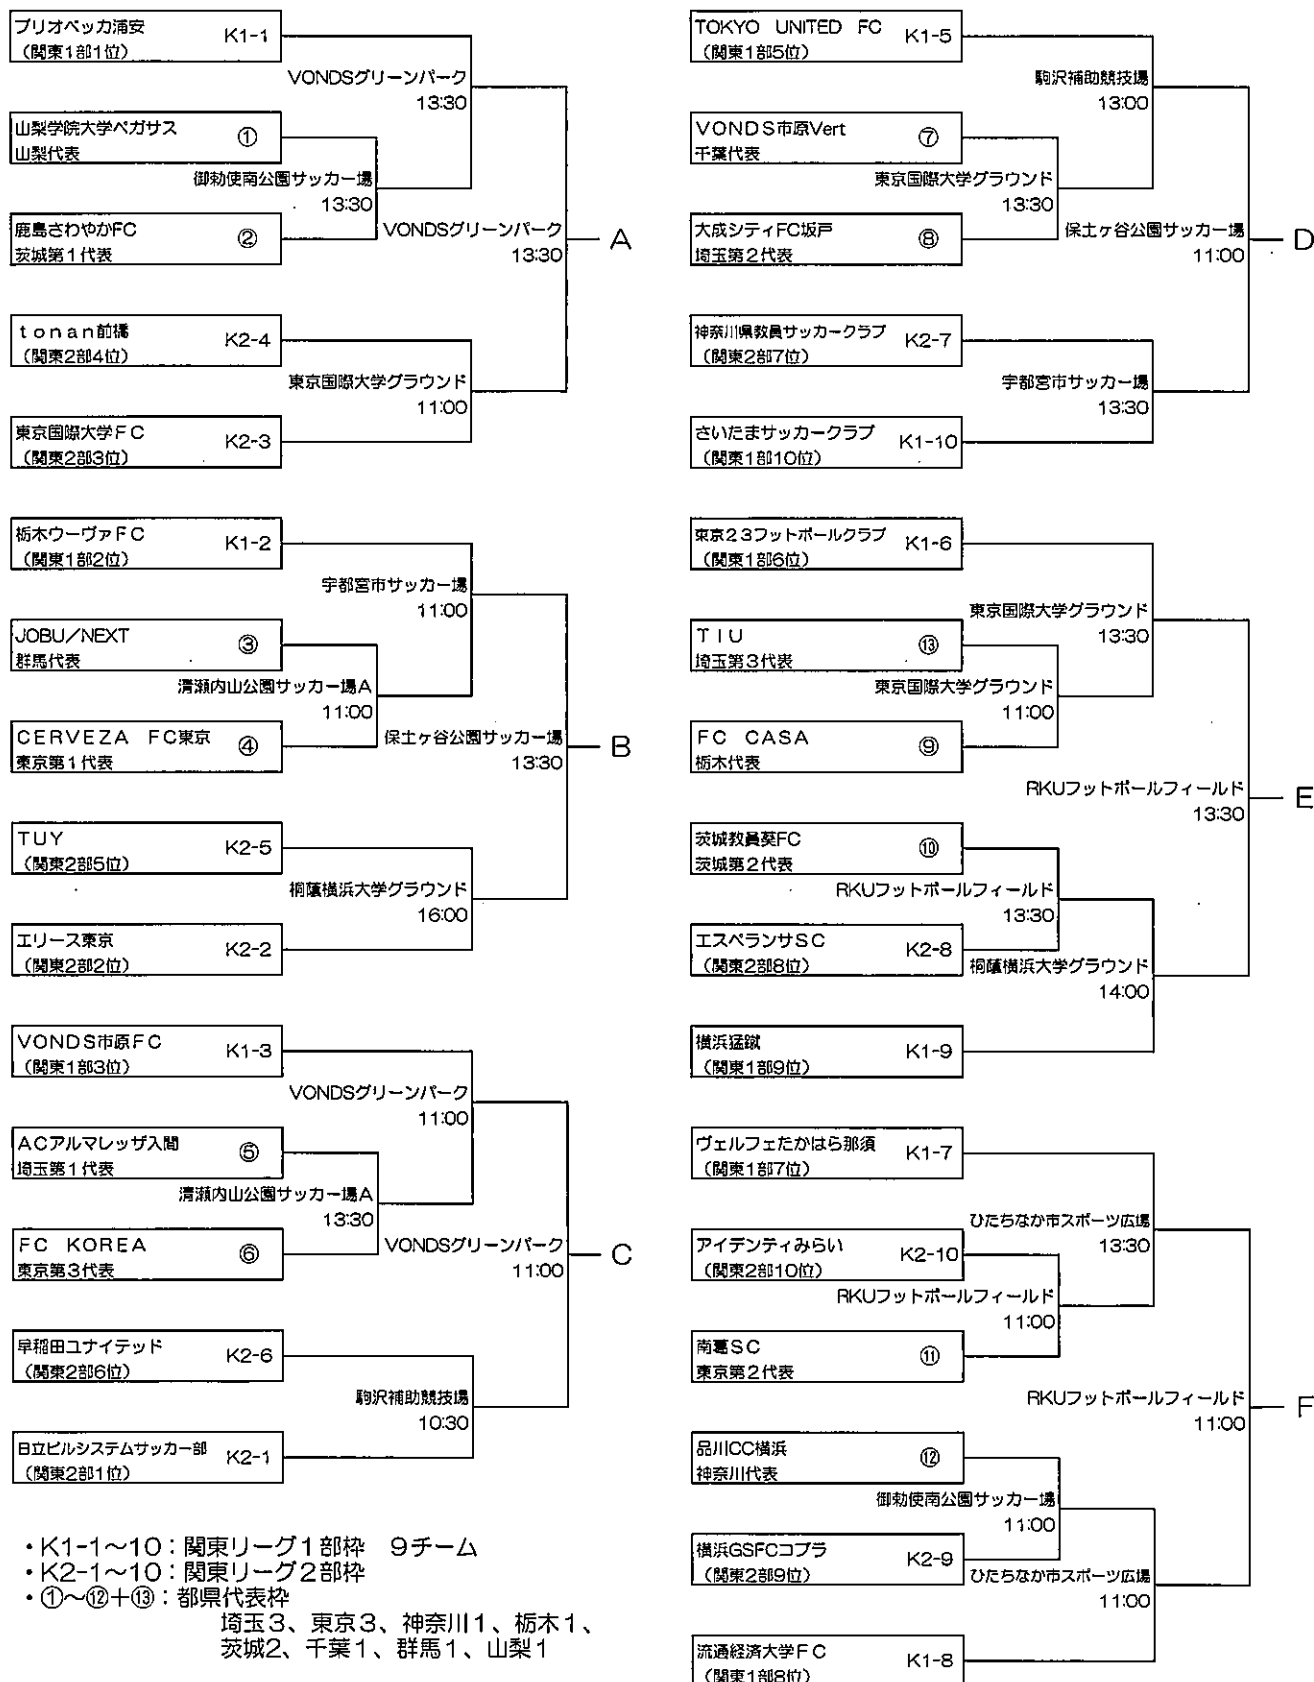 ブリオベッカ浦安
(関東1部1位)
K1-1
VONDSグリーンパーク
13:30
山梨学院大学ペガサス
山梨代表
①
御勅使南公園サッカー場
13:30
鹿島さわやかFC
茨城第1代表
②
VONDSグリーンパーク
13:30
A
tonan前橋
(関東2部4位)
K2-4
東京国際大学グラウンド
11:00
東京国際大学FC
(関東2部3位)
K2-3
栃木ウーヴァFC
(関東1部2位)
K1-2
宇都宮市サッカー場
11:00
JOBU/NEXT
群馬代表
③
清瀬内山公園サッカー場A
11:00
CERVEZA FC東京
東京第1代表
④
保土ヶ谷公園サッカー場
13:30
B
TUY
(関東2部5位)
K2-5
桐蔭横浜大学グラウンド
16:00
エリース東京
(関東2部2位)
K2-2
VONDS市原FC
(関東1部3位)
K1-3
VONDSグリーンパーク
11:00
ACアルマレッザ入間
埼玉第1代表
⑤
清瀬内山公園サッカー場A
13:30
FC KOREA
東京第3代表
⑥
VONDSグリーンパーク
11:00
C
早稲田ユナイテッド
(関東2部6位)
K2-6
駒沢補助競技場
10:30
日立ビルシステムサッカー部
(関東2部1位)
K2-1
・K1-1~10:関東リーグ1部枠 9チーム
・K2-1~10:関東リーグ2部枠
・①~⑫+⑬:都県代表枠
埼玉3、東京3、神奈川1、栃木1、
茨城2、千葉1、群馬1、山梨1
TOKYO UNITED FC
(関東1部5位)
K1-5
駒沢補助競技場
13:00
VONDS市原Vert
千葉代表
⑦
東京国際大学グラウンド
13:30
大成シティFC坂戸
埼玉第2代表
⑧
保土ヶ谷公園サッカー場
11:00
D
神奈川県教員サッカークラブ
(関東2部7位)
K2-7
宇都宮市サッカー場
13:30
さいたまサッカークラブ
(関東1部10位)
K1-10
東京23フットボールクラブ
(関東1部6位)
K1-6
東京国際大学グラウンド
13:30
TIU
埼玉第3代表
⑬
東京国際大学グラウンド
11:00
FC CASA
栃木代表
⑨
RKUフットボールフィールド
13:30
E
茨城教員葵FC
茨城第2代表
⑩
RKUフットボールフィールド
13:30
エスペランサSC
(関東2部8位)
K2-8
桐蔭横浜大学グラウンド
14:00
横浜猛蹴
(関東1部9位)
K1-9
ヴェルフェたかはら那須
(関東1部7位)
K1-7
ひたちなか市スポーツ広場
13:30
アイデンティみらい
(関東2部10位)
K2-10
RKUフットボールフィールド
11:00
南葛SC
東京第2代表
⑪
RKUフットボールフィールド
11:00
F
品川CC横浜
神奈川代表
⑫
御勅使南公園サッカー場
11:00
横浜GSFCコブラ
(関東2部9位)
K2-9
ひたちなか市スポーツ広場
11:00
流通経済大学FC
(関東1部8位)
K1-8